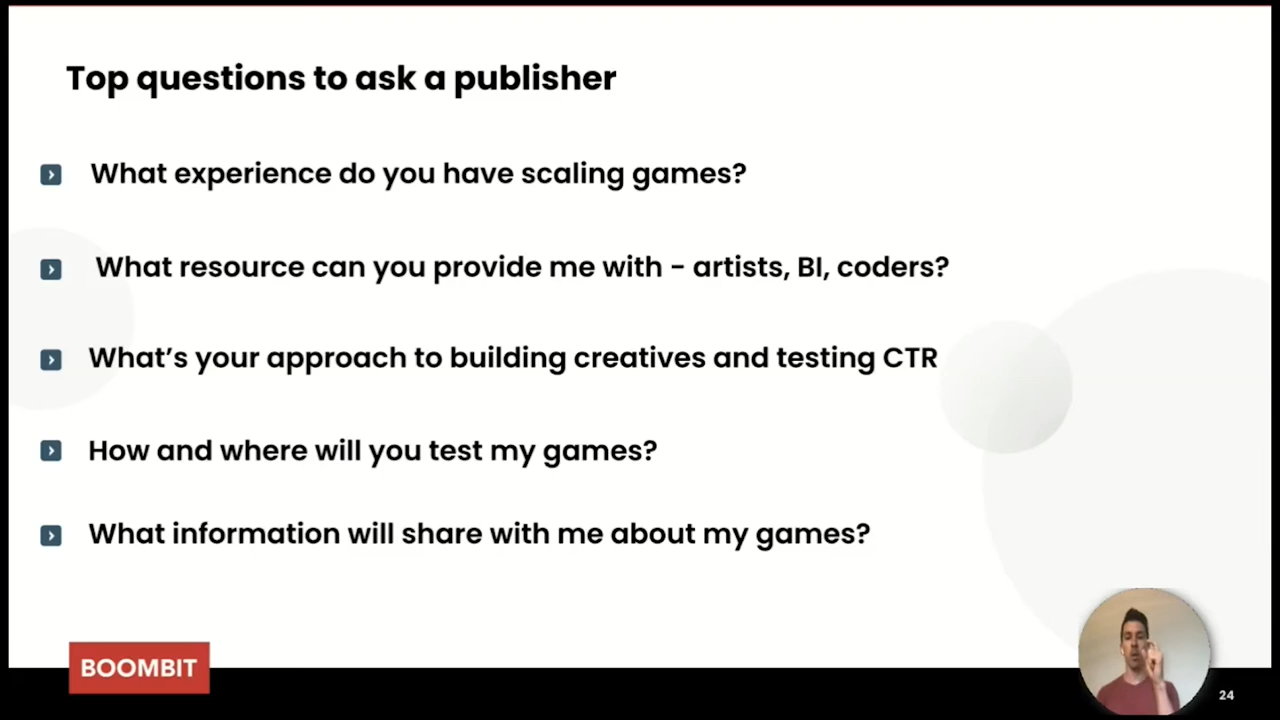 Top questions to ask a publisher
What experience do you have scaling games?
What resource can you provide me with - artists, BI, coders?
What's your approach to building creatives and testing CTR
How and where will you test my games?
What information will share with me about my games?
BOOMBIT
24